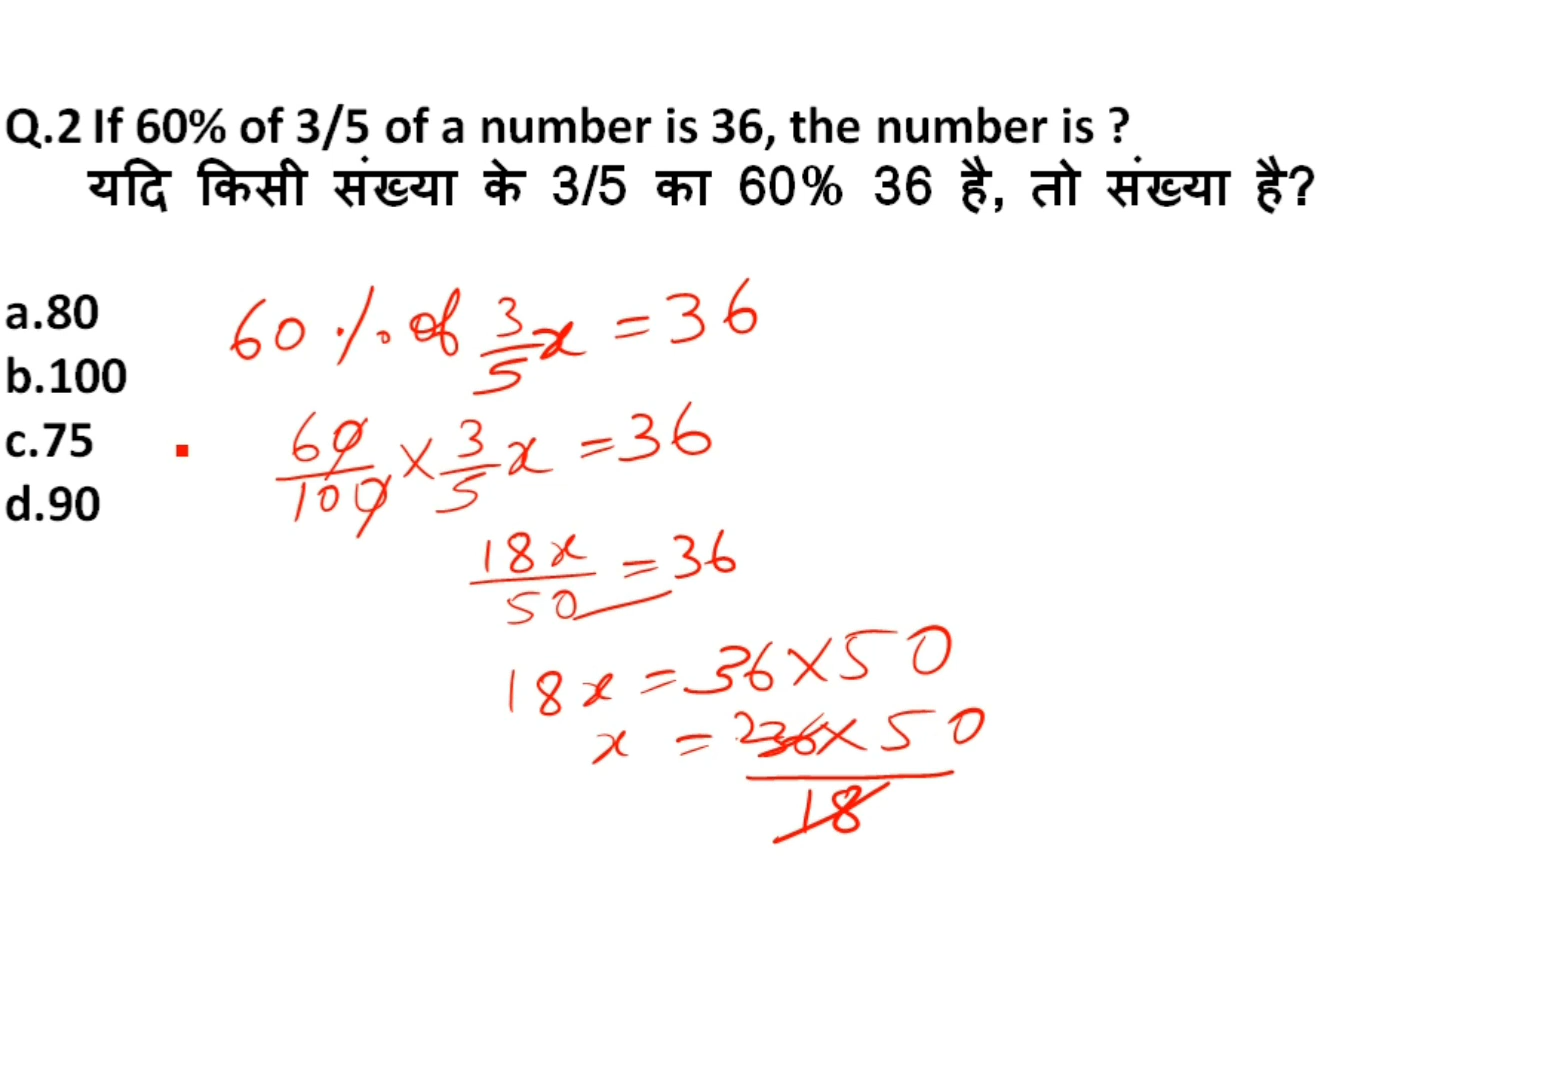 Q.2 If 60% of 3/5 of a number is 36, the number is ?
यदि किसी संख्या के 3/5 का 60% 36 है, तो संख्या है?
a.80
b.100
c.75
d.90
60 % of 3/5 x = 36
60/100 × 3/5 x = 36
18x/50 = 36
18x = 36×50
x = 2 36×50/18